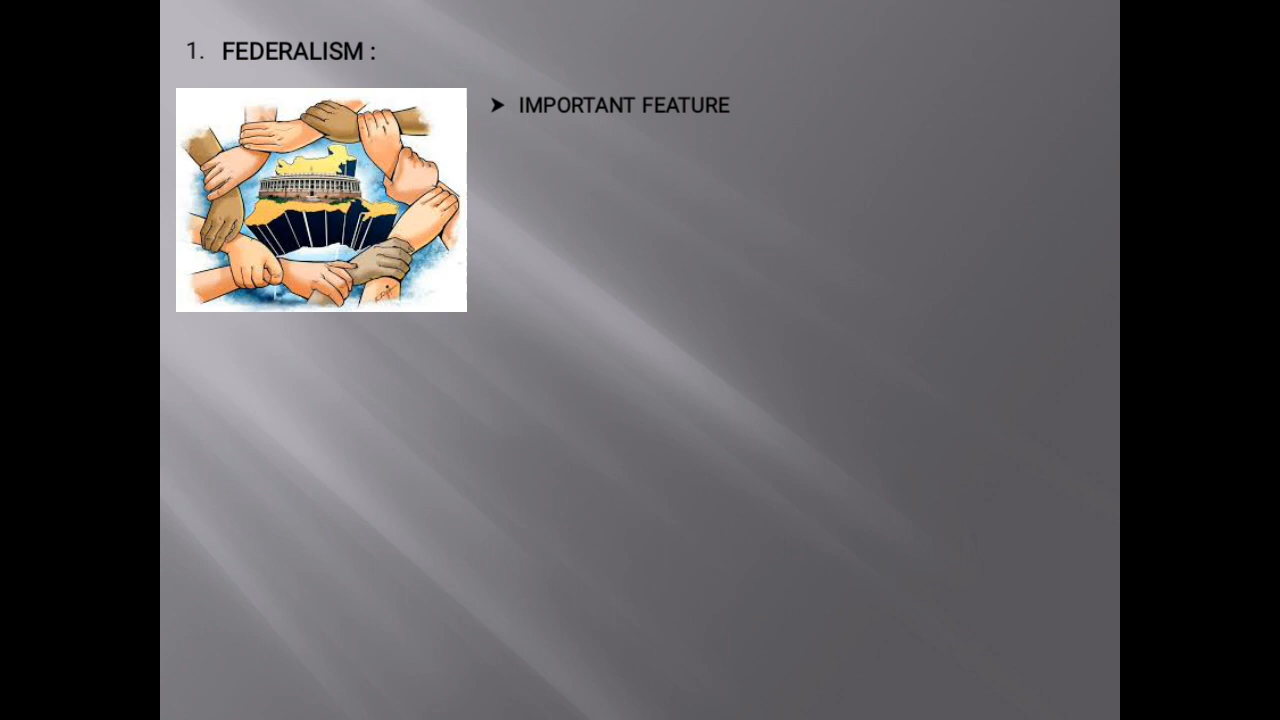 1. FEDERALISM :
➤ IMPORTANT FEATURE